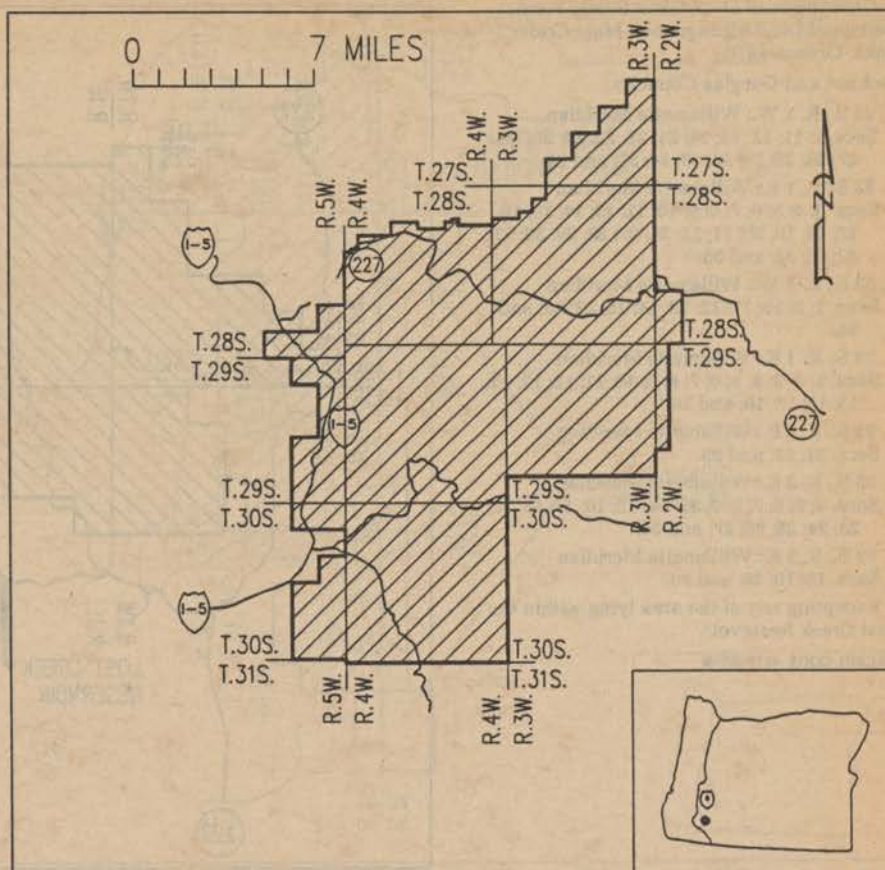 0 7 MILES
R.3W.
R.2W.
R.4W.
R.3W.
T.27S.
T.28S.
T.27S.
T.28S.
R.5W.
R.4W.
N
I-5
227
T.28S.
T.29S.
T.28S.
T.29S.
I-5
227
T.29S.
T.30S.
T.29S.
T.30S.
R.3W.
R.2W.
I-5
T.30S.
T.31S.
T.30S.
T.31S.
R.5W.
R.4W.
R.4W.
R.3W.